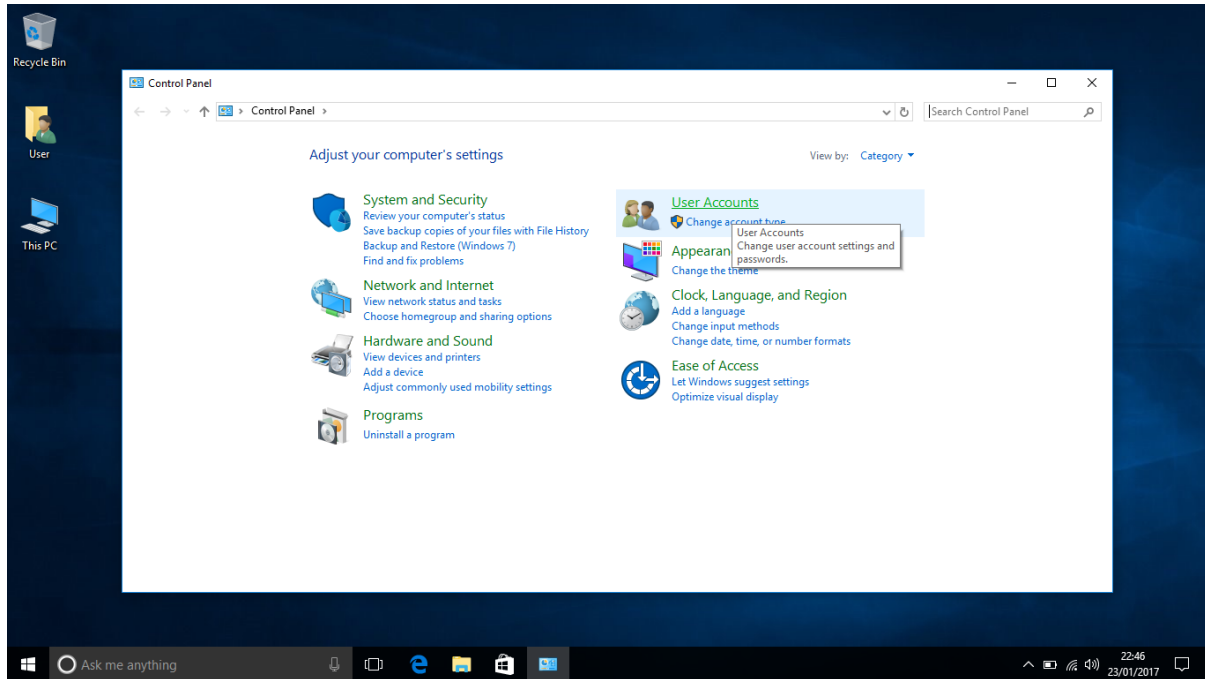 Recycle Bin
User
This PC
Control Panel
Control Panel
Search Control Panel
Adjust your computer's settings
View by: Category
System and Security
Review your computer's status
Save backup copies of your files with File History
Backup and Restore (Windows 7)
Find and fix problems
Network and Internet
View network status and tasks
Choose homegroup and sharing options
Hardware and Sound
View devices and printers
Add a device
Adjust commonly used mobility settings
Programs
Uninstall a program
User Accounts
Change account type
User Accounts
Change user account settings and
passwords.
Appearan
Change the theme
Clock, Language, and Region
Add a language
Change input methods
Change date, time, or number formats
Ease of Access
Let Windows suggest settings
Optimize visual display
Ask me anything
22:46
23/01/2017